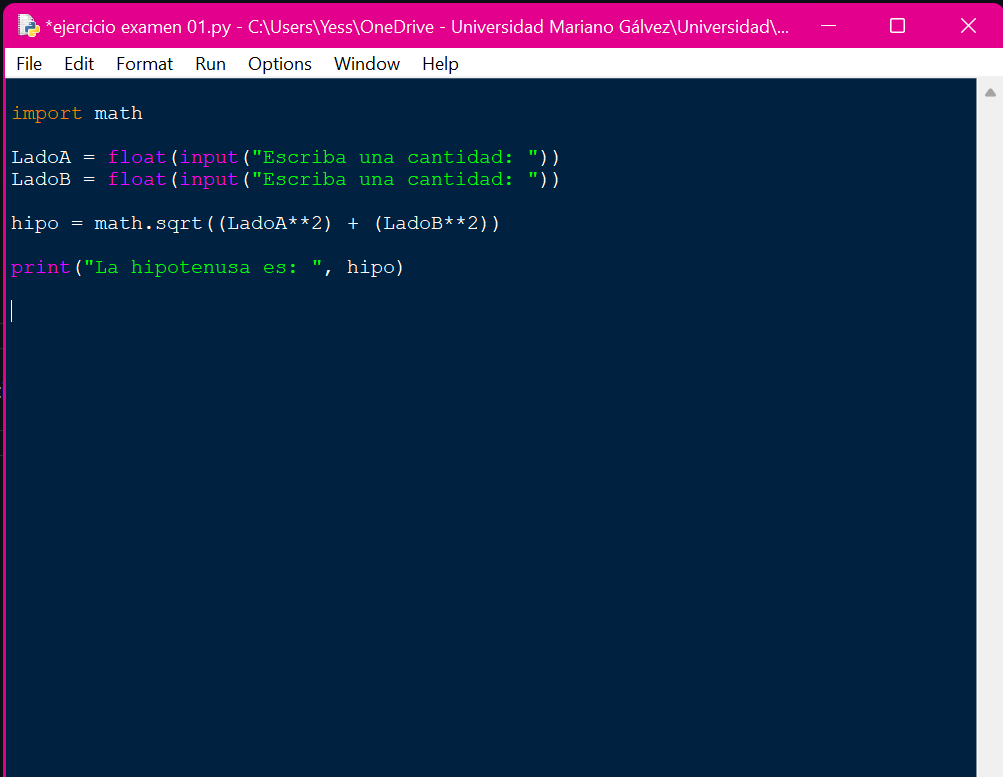 *ejercicio examen 01.py - C:\Users\Yess\OneDrive - Universidad Mariano Gálvez\Universidad\...
File Edit Format Run Options Window Help
import math
LadoA = float(input("Escriba una cantidad: "))
LadoB = float(input("Escriba una cantidad: "))
hipo = math.sqrt((LadoA**2) + (LadoB**2))
print("La hipotenusa es: ", hipo)